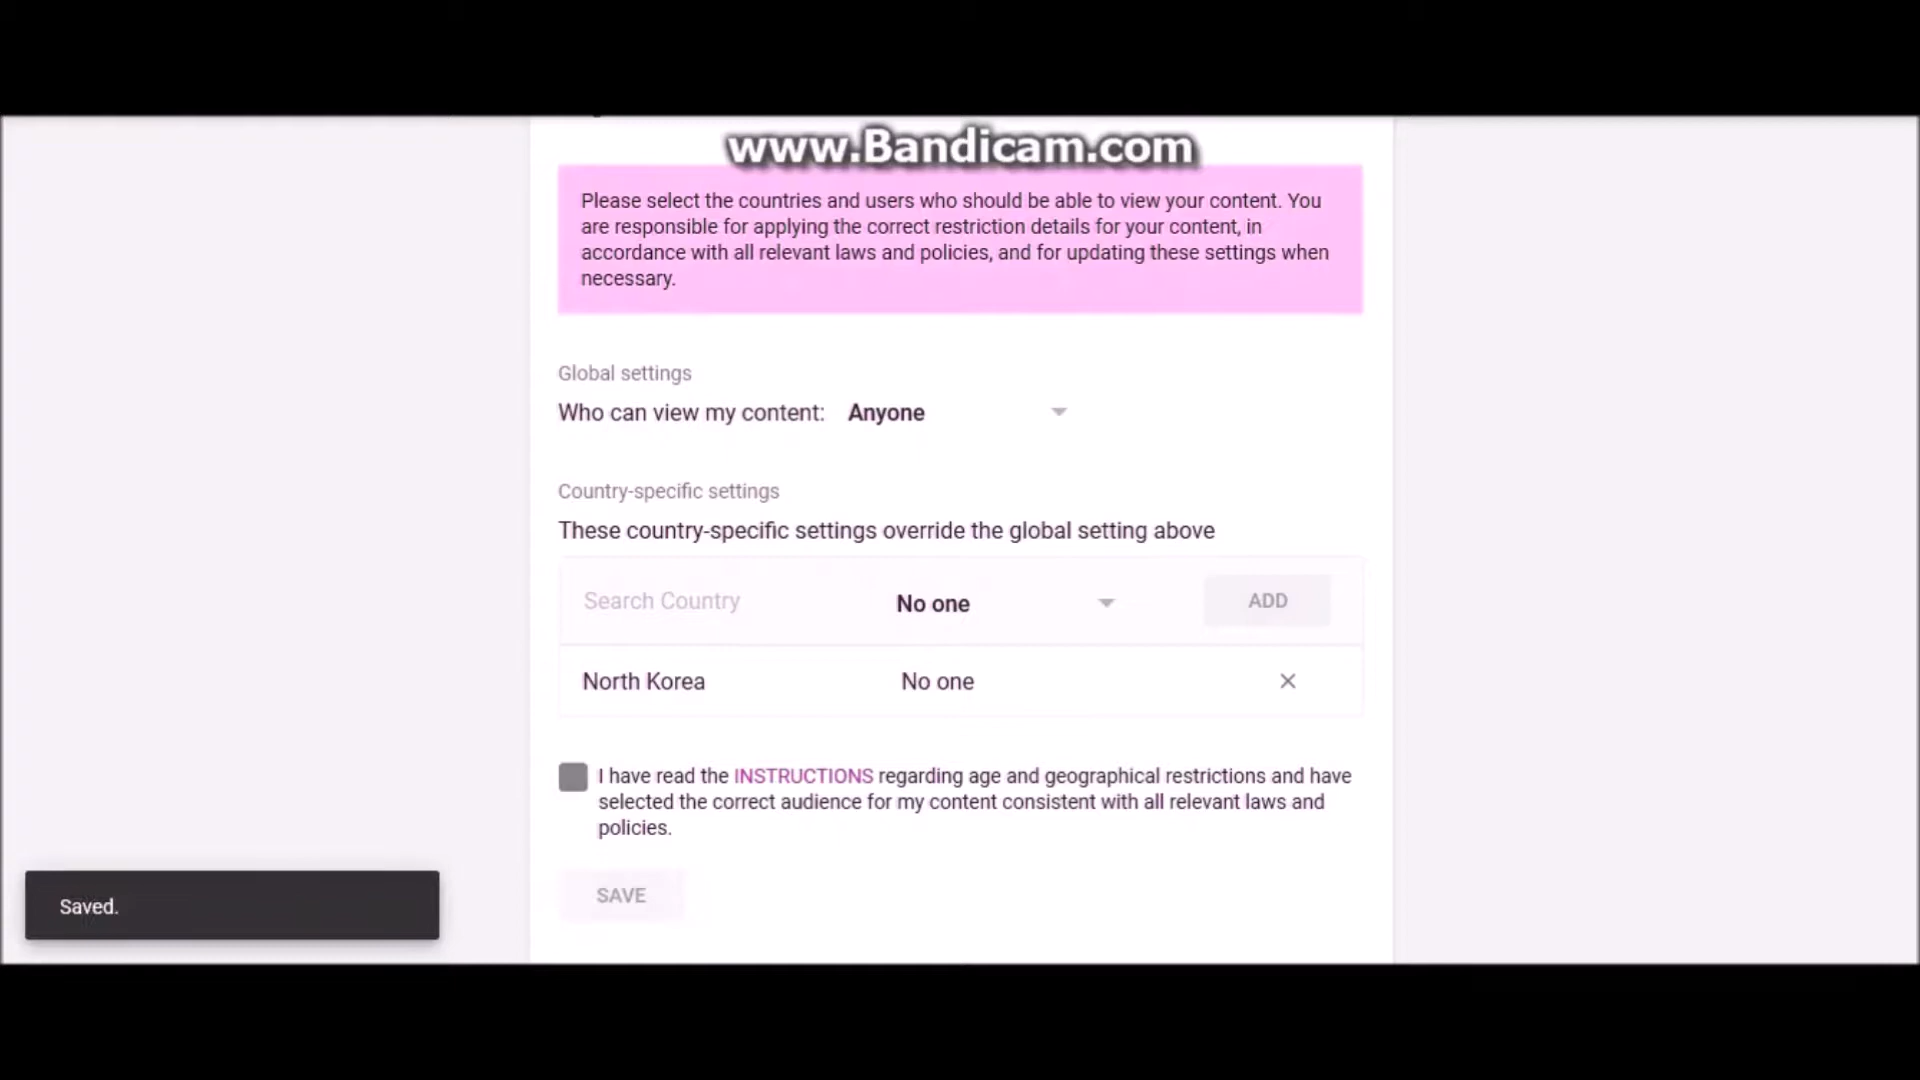 www.Bandicam.com
Please select the countries and users who should be able to view your content. You
are responsible for applying the correct restriction details for your content, in
accordance with all relevant laws and policies, and for updating these settings when
necessary.
Global settings
Who can view my content: Anyone
Country-specific settings
These country-specific settings override the global setting above
Search Country No one ADD
North Korea No one
I have read the INSTRUCTIONS regarding age and geographical restrictions and have
selected the correct audience for my content consistent with all relevant laws and
policies.
SAVE
Saved.